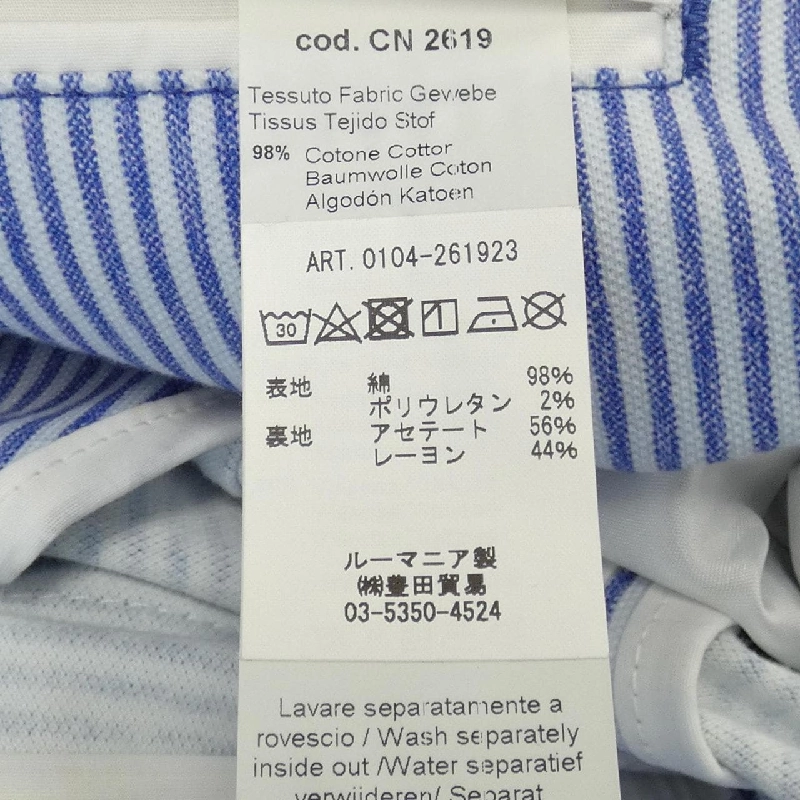 cod. CN 2619
Tessuto Fabric Gewebe
Tissus Tejido Stof
98% Cotone Cotton
Baumwolle Coton
Algodón Katoen
ART. 0104-261923
30
表地 綿 98%
ポリウレタン 2%
裏地 アセテート 56%
レーヨン 44%
ルーマニア製
㈱豊田貿易
03-5350-4524
Lavare separatamente a
rovescio / Wash separately
inside out /Water separatief
verwijderen/ Separat